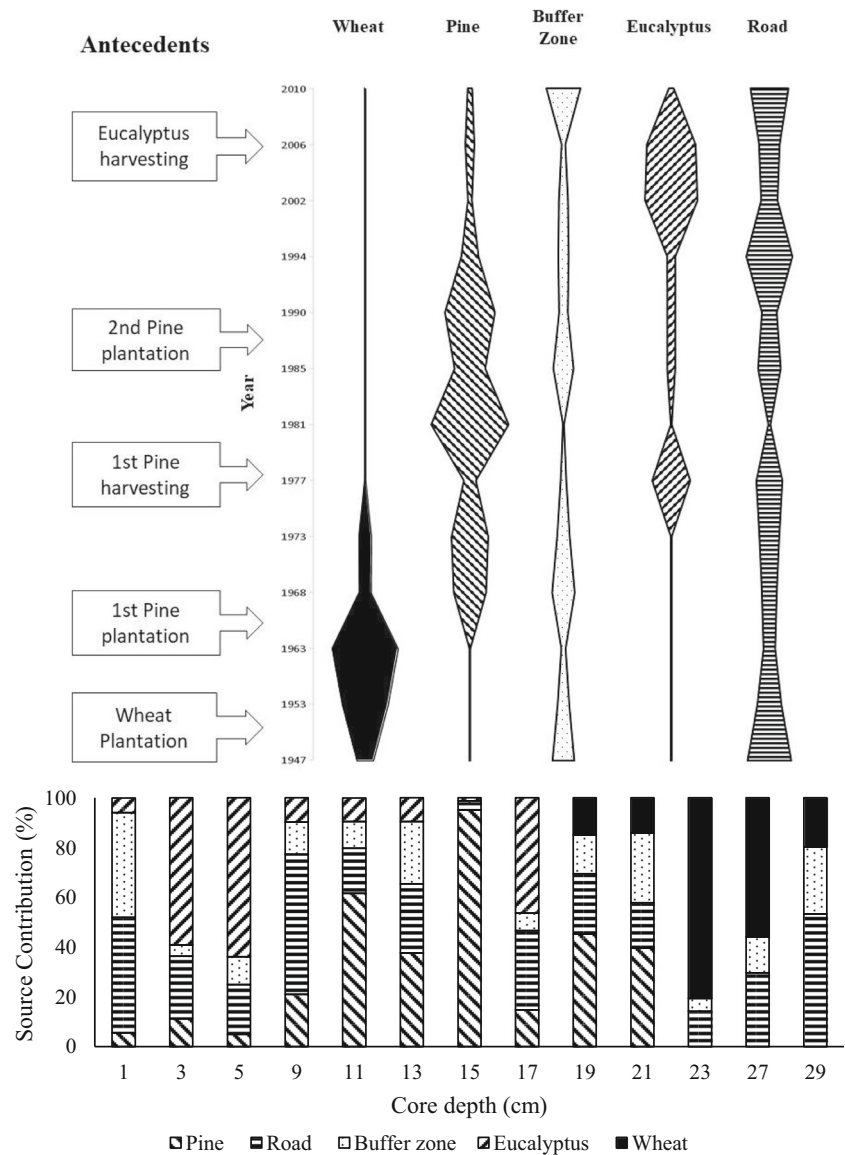 Antecedents
Wheat
Pine
Buffer
Zone
Eucalyptus
Road
Eucalyptus
harvesting
2nd Pine
plantation
1st Pine
harvesting
1st Pine
plantation
Wheat
Plantation
Year
2010
2006
2002
1994
1990
1985
1981
1977
1973
1968
1963
1953
1947
Source Contribution (%)
100
80
60
40
20
0
1 3 5 9 11 13 15 17 19 21 23 27 29
Core depth (cm)
Pine Road Buffer zone Eucalyptus Wheat